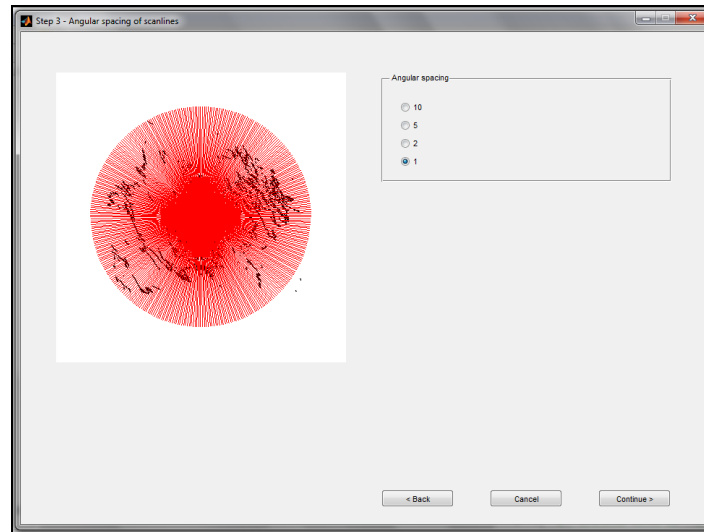 Step 3 - Angular spacing of scanlines
Angular spacing
10
5
2
1
< Back
Cancel
Continue >